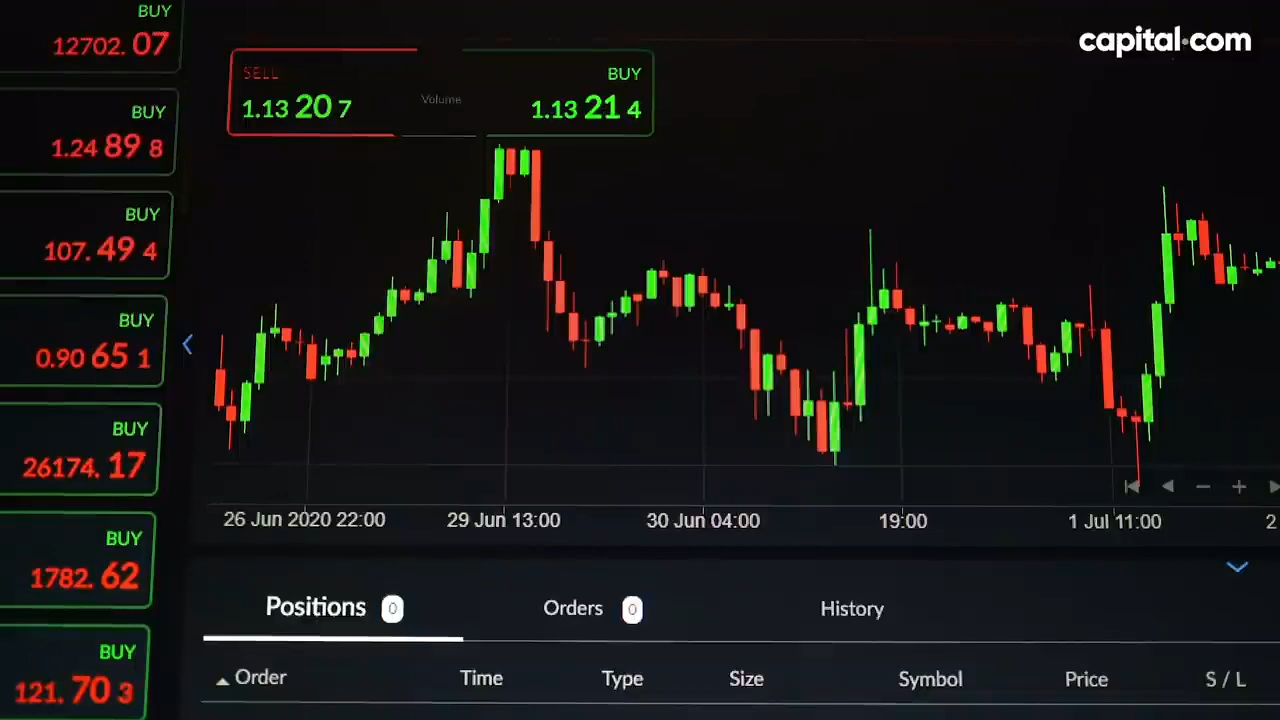 BUY
12702. 07
BUY
1.24 89 8
BUY
107. 49 4
BUY
0.90 65 1
BUY
26174. 17
BUY
1782. 62
BUY
121. 70 3
capital.com
SELL
1.13 20 7
Volume
BUY
1.13 21 4
26 Jun 2020 22:00 29 Jun 13:00 30 Jun 04:00 19:00 1 Jul 11:00 2
Positions 0 Orders 0 History
Order Time Type Size Symbol Price S / L